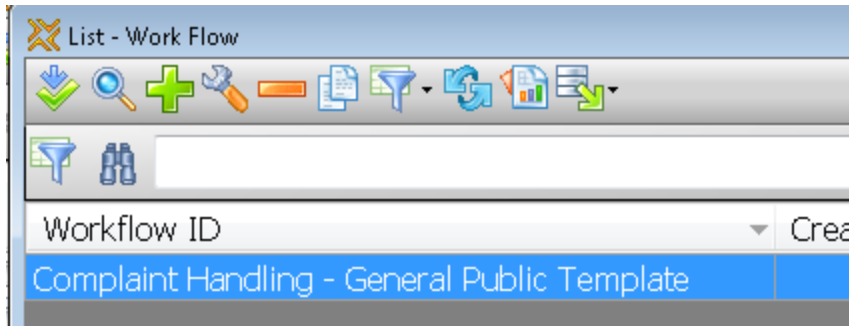 List - Work Flow
Workflow ID
Complaint Handling - General Public Template